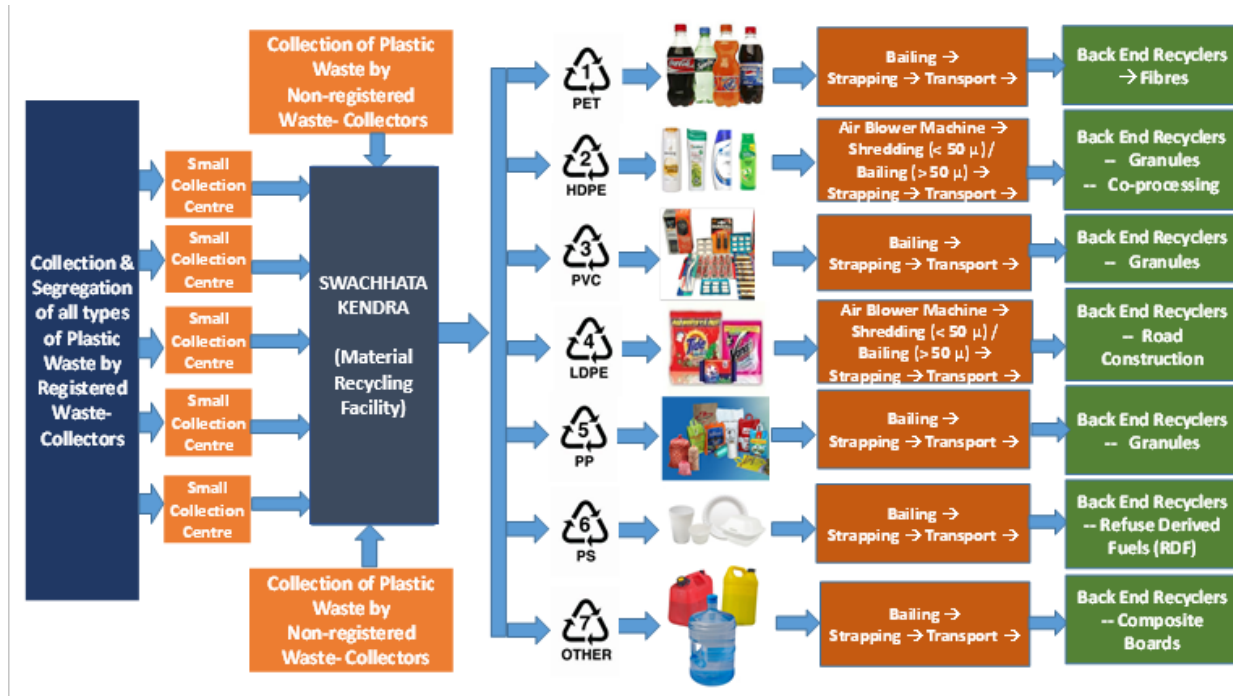 Collection &
Segregation
of all types
of Plastic
Waste by
Registered
Waste-
Collectors
Small
Collection
Centre
Small
Collection
Centre
Small
Collection
Centre
Small
Collection
Centre
Small
Collection
Centre
Collection of Plastic
Waste by
Non-registered
Waste- Collectors
SWACHHATA
KENDRA
(Material
Recycling
Facility)
Collection of Plastic
Waste by
Non-registered
Waste- Collectors
1
PET
Bailing →
Strapping → Transport →
Back End Recyclers
→ Fibres
2
HDPE
Air Blower Machine →
Shredding (< 50 µ) /
Bailing (> 50 µ) →
Strapping → Transport →
Back End Recyclers
-- Granules
-- Co-processing
3
PVC
Bailing →
Strapping → Transport →
Back End Recyclers
-- Granules
4
LDPE
Tide
Vanish
Air Blower Machine →
Shredding (< 50 µ) /
Bailing (> 50 µ) →
Strapping → Transport →
Back End Recyclers
-- Road
Construction
5
PP
Bailing →
Strapping → Transport →
Back End Recyclers
-- Granules
6
PS
Bailing →
Strapping → Transport →
Back End Recyclers
-- Refuse Derived
Fuels (RDF)
7
OTHER
Bailing →
Strapping → Transport →
Back End Recyclers
-- Composite
Boards